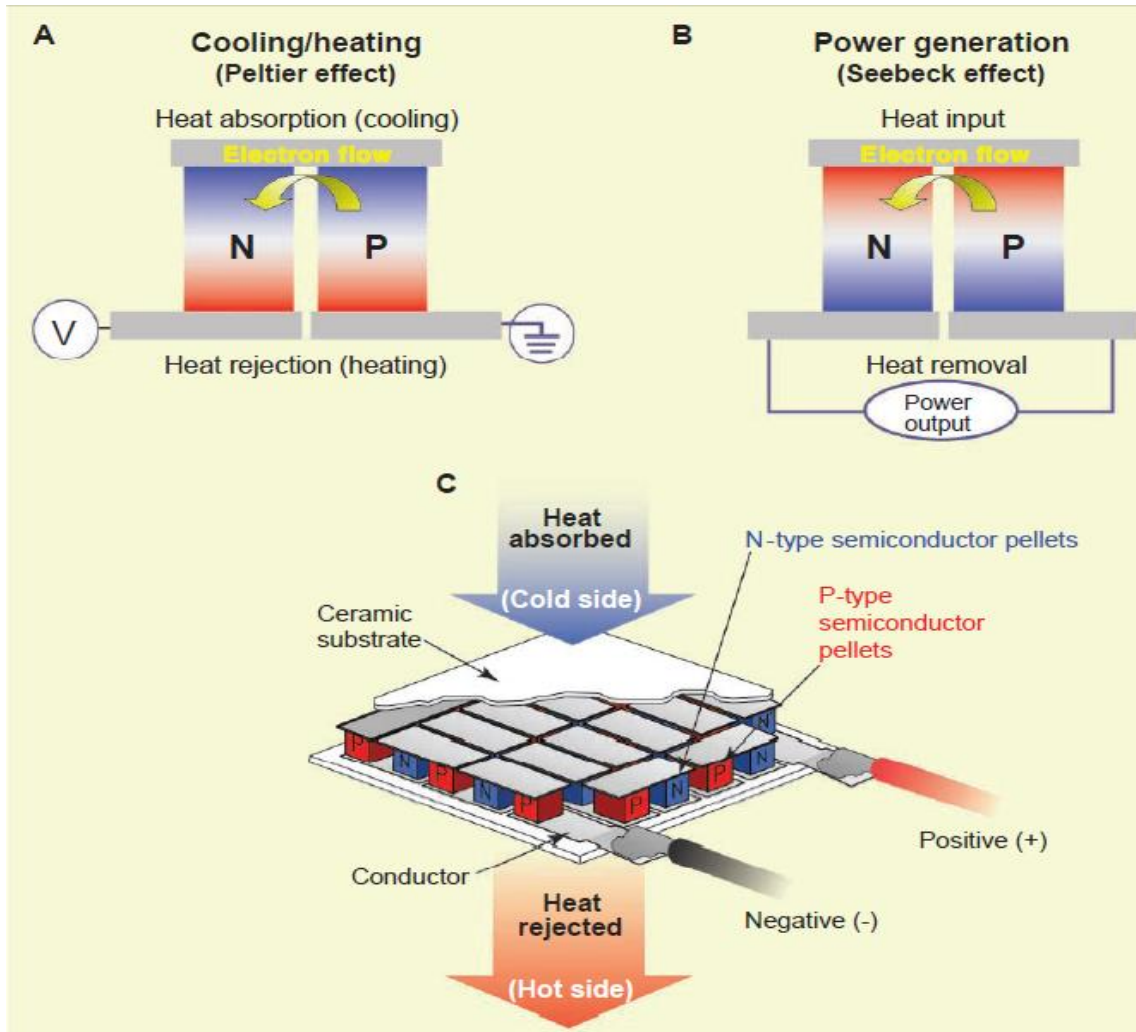 A
Cooling/heating
(Peltier effect)
Heat absorption (cooling)
Electron flow
N
P
V
Heat rejection (heating)
B
Power generation
(Seebeck effect)
Heat input
Electron flow
N
P
Heat removal
Power
output
C
Heat
absorbed
(Cold side)
N-type semiconductor pellets
P-type
semiconductor
pellets
Ceramic
substrate
N
P
N
P
N
P
P
N
P
N
Positive (+)
Conductor
Negative (-)
Heat
rejected
(Hot side)